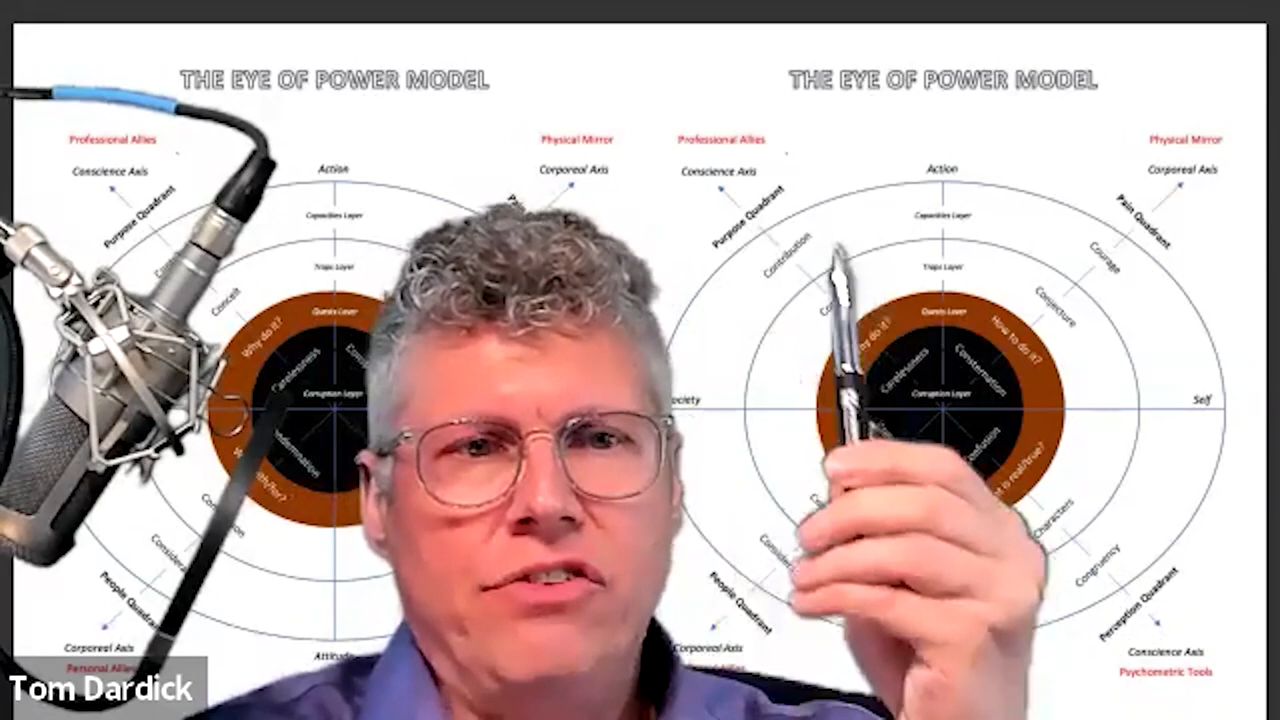 THE EYE OF POWER MODEL
THE EYE OF POWER MODEL
Professional Allies
Physical Mirror
Professional Allies
Physical Mirror
Conscience Axis
Action
Corporeal Axis
Conscience Axis
Action
Corporeal Axis
Purpose Quadrant
Capacities Layer
Purpose Quadrant
Capacities Layer
Pain Quadrant
Contribution
Courage
Traps Layer
Traps Layer
Conceit
Conjecture
Quests Layer
Quests Layer
Why do it?
do it?
How to do it?
Carelessness
Carelessness
Consternation
Corruption Layer
Corruption Layer
Self
Characters
Congruency
People Quadrant
People Quadrant
Perception Quadrant
Corporeal Axis
Corporeal Axis
Conscience Axis
Personal Allies
Psychometric Tools
Tom Dardick